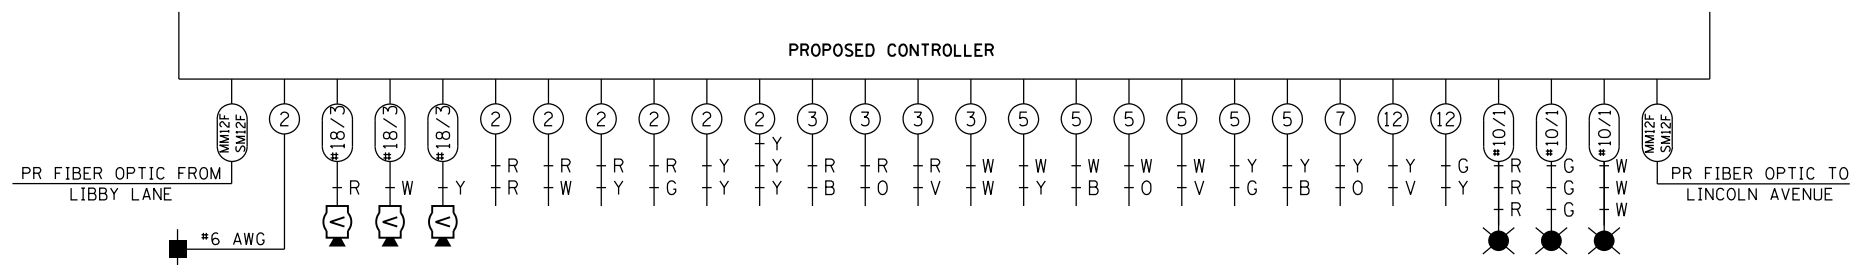 PROPOSED CONTROLLER
MM12F SM12F 2 #18/3 #18/3 #18/3 2 2 2 2 2 2 3 3 3 3 5 5 5 5 5 5 7 12 12 #10/1 #10/1 #10/1 MM12F SM12F
Y
R R R R Y Y R R R W W W W W Y Y Y Y G R G W
PR FIBER OPTIC FROM PR FIBER OPTIC TO
R W Y R W Y G Y Y B O V W Y B O V G B O V Y R G W
LIBBY LANE LINCOLN AVENUE
R G W
V V V
#6 AWG